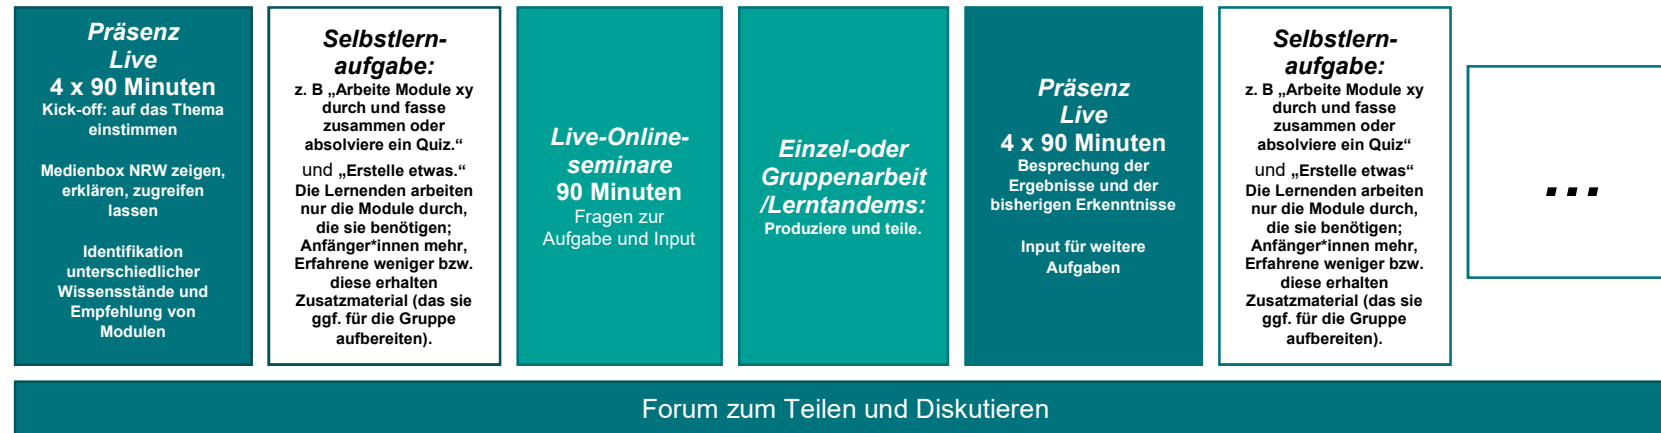 Präsenz
Live
4 x 90 Minuten
Kick-off: auf das Thema
einstimmen
Medienbox NRW zeigen,
erklären, zugreifen
lassen
Identifikation
unterschiedlicher
Wissensstände und
Empfehlung von
Modulen
Selbstlern-
aufgabe:
z. B „Arbeite Module xy
durch und fasse
zusammen oder
absolviere ein Quiz.“
und „Erstelle etwas.“
Die Lernenden arbeiten
nur die Module durch,
die sie benötigen;
Anfänger*innen mehr,
Erfahrene weniger bzw.
diese erhalten
Zusatzmaterial (das sie
ggf. für die Gruppe
aufbereiten).
Live-Online-
seminare
90 Minuten
Fragen zur
Aufgabe und Input
Einzel-oder
Gruppenarbeit
/Lerntandems:
Produziere und teile.
Präsenz
Live
4 x 90 Minuten
Besprechung der
Ergebnisse und der
bisherigen Erkenntnisse
Input für weitere
Aufgaben
Selbstlern-
aufgabe:
z. B „Arbeite Module xy
durch und fasse
zusammen oder
absolviere ein Quiz“
und „Erstelle etwas“
Die Lernenden arbeiten
nur die Module durch,
die sie benötigen;
Anfänger*innen mehr,
Erfahrene weniger bzw.
diese erhalten
Zusatzmaterial (das sie
ggf. für die Gruppe
aufbereiten).
...
Forum zum Teilen und Diskutieren